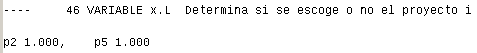 ----     46 VARIABLE x.L  Determina si se escoge o no el proyecto i
p2 1.000,    p5 1.000